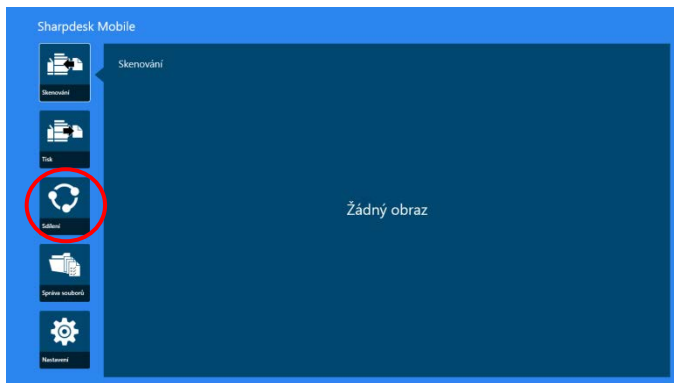 Sharpdesk Mobile
Skenování
Skenování
Tisk
Sdílení
Žádný obraz
Správa souborů
Nastavení